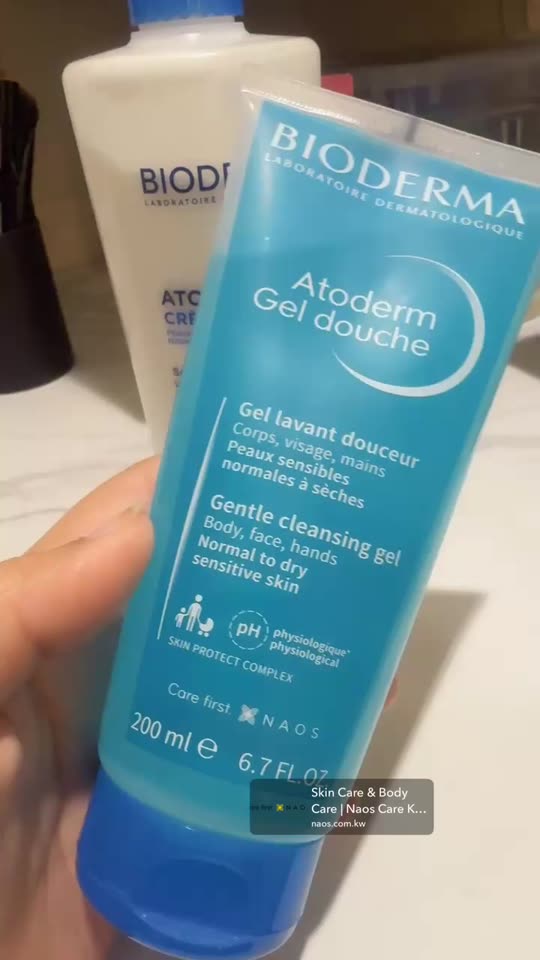 BIODERMA
LABORATOIRE DERMATOLOGIQUE
Atoderm
Gel douche
Gel lavant douceur
Corps, visage, mains
Peaux sensibles
normales à sèches
Gentle cleansing gel
Body, face, hands
Normal to dry
sensitive skin
pH
physiologique*
physiological
SKIN PROTECT COMPLEX
Care first.
NAOS
200 ml e
6.7 FL.OZ
BIODE
LABORATOIRE
ATO
CRÈ
Skin Care & Body
Care | Naos Care K...
naos.com.kw